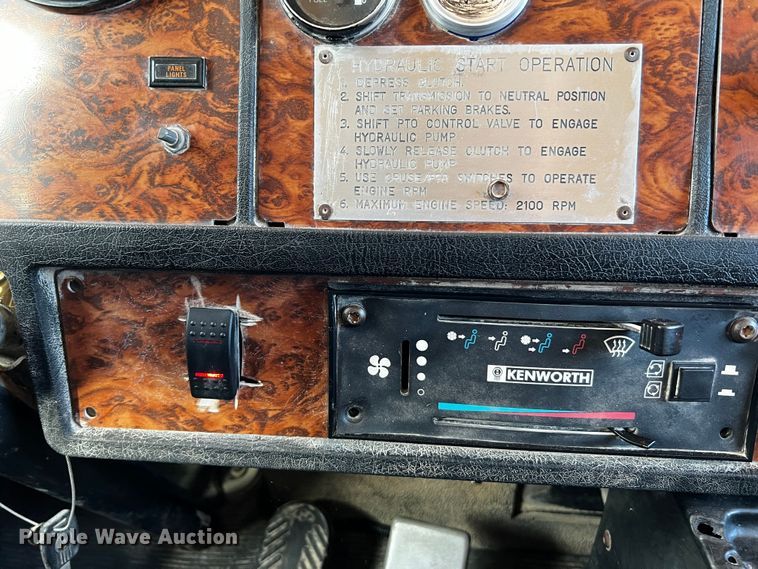 FUEL
PANEL
LIGHTS
HYDRAULIC START OPERATION
1. DEPRESS CLUTCH.
2. SHIFT TRANSMISSION TO NEUTRAL POSITION
AND SET PARKING BRAKES.
3. SHIFT PTO CONTROL VALVE TO ENGAGE
HYDRAULIC PUMP.
4. SLOWLY RELEASE CLUTCH TO ENGAGE
HYDRAULIC PUMP
5. USE CRUSE/PTO SWITCHES TO OPERATE
ENGINE RPM
6. MAXIMUM ENGINE SPEED: 2100 RPM
KENWORTH
Purple Wave Auction